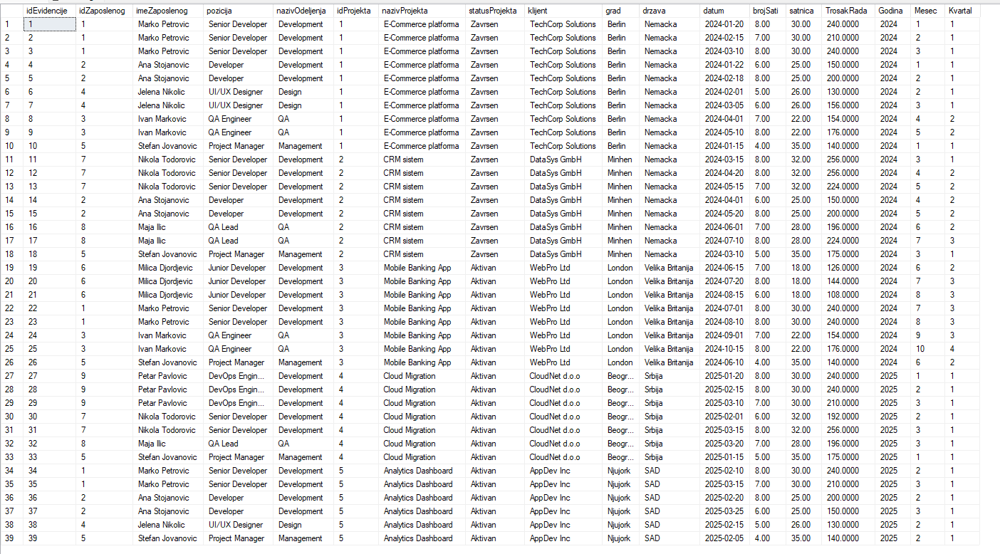 idEvidencije idZaposlenog imeZaposlenog pozicija nazivOdeljenja idProjekta nazivProjekta statusProjekta klijent grad drzava datum brojSati satnica TrosakRada Godina Mesec Kvartal
1 1 1 Marko Petrovic Senior Developer Development 1 E-Commerce platforma Zavrsen TechCorp Solutions Berlin Nemacka 2024-01-20 8.00 30.00 240.0000 2024 1 1
2 2 1 Marko Petrovic Senior Developer Development 1 E-Commerce platforma Zavrsen TechCorp Solutions Berlin Nemacka 2024-02-15 7.00 30.00 210.0000 2024 2 1
3 3 1 Marko Petrovic Senior Developer Development 1 E-Commerce platforma Zavrsen TechCorp Solutions Berlin Nemacka 2024-03-10 8.00 30.00 240.0000 2024 3 1
4 4 2 Ana Stojanovic Developer Development 1 E-Commerce platforma Zavrsen TechCorp Solutions Berlin Nemacka 2024-01-22 6.00 25.00 150.0000 2024 1 1
5 5 2 Ana Stojanovic Developer Development 1 E-Commerce platforma Zavrsen TechCorp Solutions Berlin Nemacka 2024-02-18 8.00 25.00 200.0000 2024 2 1
6 6 4 Jelena Nikolic UI/UX Designer Design 1 E-Commerce platforma Zavrsen TechCorp Solutions Berlin Nemacka 2024-02-01 5.00 26.00 130.0000 2024 2 1
7 7 4 Jelena Nikolic UI/UX Designer Design 1 E-Commerce platforma Zavrsen TechCorp Solutions Berlin Nemacka 2024-03-05 6.00 26.00 156.0000 2024 3 1
8 8 3 Ivan Markovic QA Engineer QA 1 E-Commerce platforma Zavrsen TechCorp Solutions Berlin Nemacka 2024-04-01 7.00 22.00 154.0000 2024 4 2
9 9 3 Ivan Markovic QA Engineer QA 1 E-Commerce platforma Zavrsen TechCorp Solutions Berlin Nemacka 2024-05-10 8.00 22.00 176.0000 2024 5 2
10 10 5 Stefan Jovanovic Project Manager Management 1 E-Commerce platforma Zavrsen TechCorp Solutions Berlin Nemacka 2024-01-15 4.00 35.00 140.0000 2024 1 1
11 11 7 Nikola Todorovic Senior Developer Development 2 CRM sistem Zavrsen DataSys GmbH Minhen Nemacka 2024-03-15 8.00 32.00 256.0000 2024 3 1
12 12 7 Nikola Todorovic Senior Developer Development 2 CRM sistem Zavrsen DataSys GmbH Minhen Nemacka 2024-04-20 8.00 32.00 256.0000 2024 4 2
13 13 7 Nikola Todorovic Senior Developer Development 2 CRM sistem Zavrsen DataSys GmbH Minhen Nemacka 2024-05-15 7.00 32.00 224.0000 2024 5 2
14 14 2 Ana Stojanovic Developer Development 2 CRM sistem Zavrsen DataSys GmbH Minhen Nemacka 2024-04-01 6.00 25.00 150.0000 2024 4 2
15 15 2 Ana Stojanovic Developer Development 2 CRM sistem Zavrsen DataSys GmbH Minhen Nemacka 2024-05-20 8.00 25.00 200.0000 2024 5 2
16 16 8 Maja Ilic QA Lead QA 2 CRM sistem Zavrsen DataSys GmbH Minhen Nemacka 2024-06-01 7.00 28.00 196.0000 2024 6 2
17 17 8 Maja Ilic QA Lead QA 2 CRM sistem Zavrsen DataSys GmbH Minhen Nemacka 2024-07-10 8.00 28.00 224.0000 2024 7 3
18 18 5 Stefan Jovanovic Project Manager Management 2 CRM sistem Zavrsen DataSys GmbH Minhen Nemacka 2024-03-10 5.00 35.00 175.0000 2024 3 1
19 19 6 Milica Djordjevic Junior Developer Development 3 Mobile Banking App Aktivan WebPro Ltd London Velika Britanija 2024-06-15 7.00 18.00 126.0000 2024 6 2
20 20 6 Milica Djordjevic Junior Developer Development 3 Mobile Banking App Aktivan WebPro Ltd London Velika Britanija 2024-07-20 8.00 18.00 144.0000 2024 7 3
21 21 6 Milica Djordjevic Junior Developer Development 3 Mobile Banking App Aktivan WebPro Ltd London Velika Britanija 2024-08-15 6.00 18.00 108.0000 2024 8 3
22 22 1 Marko Petrovic Senior Developer Development 3 Mobile Banking App Aktivan WebPro Ltd London Velika Britanija 2024-07-01 8.00 30.00 240.0000 2024 7 3
23 23 1 Marko Petrovic Senior Developer Development 3 Mobile Banking App Aktivan WebPro Ltd London Velika Britanija 2024-08-10 8.00 30.00 240.0000 2024 8 3
24 24 3 Ivan Markovic QA Engineer QA 3 Mobile Banking App Aktivan WebPro Ltd London Velika Britanija 2024-09-01 7.00 22.00 154.0000 2024 9 3
25 25 3 Ivan Markovic QA Engineer QA 3 Mobile Banking App Aktivan WebPro Ltd London Velika Britanija 2024-10-15 8.00 22.00 176.0000 2024 10 4
26 26 5 Stefan Jovanovic Project Manager Management 3 Mobile Banking App Aktivan WebPro Ltd London Velika Britanija 2024-06-10 4.00 35.00 140.0000 2024 6 2
27 27 9 Petar Pavlovic DevOps Engin... Development 4 Cloud Migration Aktivan CloudNet d.o.o Beogr... Srbija 2025-01-20 8.00 30.00 240.0000 2025 1 1
28 28 9 Petar Pavlovic DevOps Engin... Development 4 Cloud Migration Aktivan CloudNet d.o.o Beogr... Srbija 2025-02-15 8.00 30.00 240.0000 2025 2 1
29 29 9 Petar Pavlovic DevOps Engin... Development 4 Cloud Migration Aktivan CloudNet d.o.o Beogr... Srbija 2025-03-10 7.00 30.00 210.0000 2025 3 1
30 30 7 Nikola Todorovic Senior Developer Development 4 Cloud Migration Aktivan CloudNet d.o.o Beogr... Srbija 2025-02-01 6.00 32.00 192.0000 2025 2 1
31 31 7 Nikola Todorovic Senior Developer Development 4 Cloud Migration Aktivan CloudNet d.o.o Beogr... Srbija 2025-03-15 8.00 32.00 256.0000 2025 3 1
32 32 8 Maja Ilic QA Lead QA 4 Cloud Migration Aktivan CloudNet d.o.o Beogr... Srbija 2025-03-20 7.00 28.00 196.0000 2025 3 1
33 33 5 Stefan Jovanovic Project Manager Management 4 Cloud Migration Aktivan CloudNet d.o.o Beogr... Srbija 2025-01-15 5.00 35.00 175.0000 2025 1 1
34 34 1 Marko Petrovic Senior Developer Development 5 Analytics Dashboard Aktivan AppDev Inc Njujork SAD 2025-02-10 8.00 30.00 240.0000 2025 2 1
35 35 1 Marko Petrovic Senior Developer Development 5 Analytics Dashboard Aktivan AppDev Inc Njujork SAD 2025-03-15 7.00 30.00 210.0000 2025 3 1
36 36 2 Ana Stojanovic Developer Development 5 Analytics Dashboard Aktivan AppDev Inc Njujork SAD 2025-02-20 8.00 25.00 200.0000 2025 2 1
37 37 2 Ana Stojanovic Developer Development 5 Analytics Dashboard Aktivan AppDev Inc Njujork SAD 2025-03-25 6.00 25.00 150.0000 2025 3 1
38 38 4 Jelena Nikolic UI/UX Designer Design 5 Analytics Dashboard Aktivan AppDev Inc Njujork SAD 2025-02-15 5.00 26.00 130.0000 2025 2 1
39 39 5 Stefan Jovanovic Project Manager Management 5 Analytics Dashboard Aktivan AppDev Inc Njujork SAD 2025-02-05 4.00 35.00 140.0000 2025 2 1